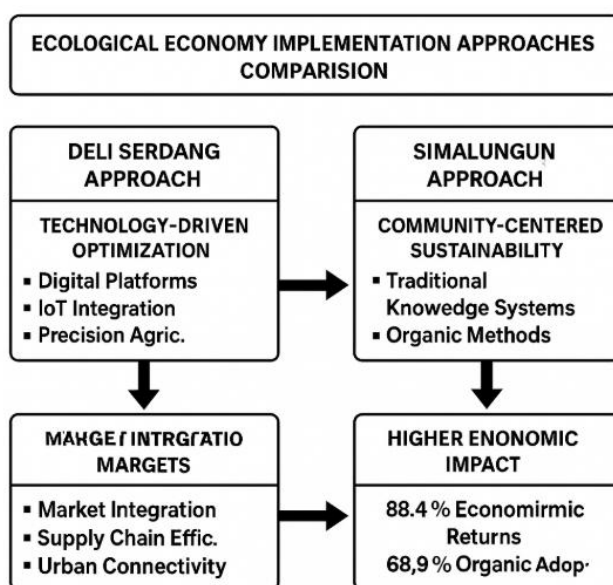 ECOLOGICAL ECONOMY IMPLEMENTATION APPROACHES
COMPARISION
DELI SERDANG
APPROACH
TECHNOLOGY-DRIVEN
OPTIMIZATION
▪ Digital Platforms
▪ IoT Integration
▪ Precision Agric.
SIMALUNGUN
APPROACH
COMMUNITY-CENTERED
SUSTAINABILITY
▪ Traditional
Knowedge Systems
▪ Organic Methods
MARGETS
▪ Market Integration
▪ Supply Chain Effic.
▪ Urban Connectivity
HIGHER ENONOMIC
IMPACT
88.4 % Economirmic
Returns
68,9 % Organic Adop·